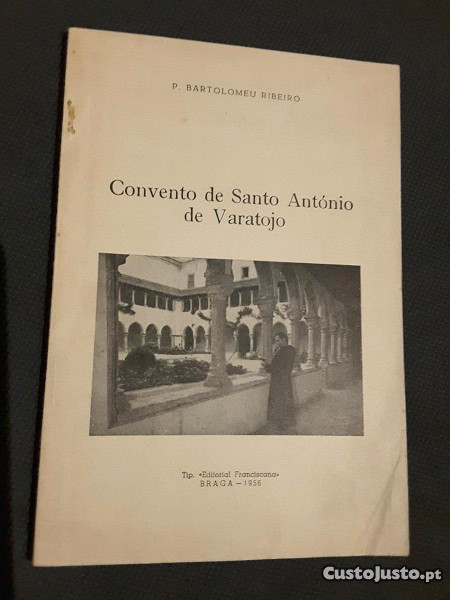 P. BARTOLOMEU RIBEIRO
Convento de Santo António
de Varatojo
Tip. «Editorial Franciscana»
BRAGA — 1956
CustoJusto.pt